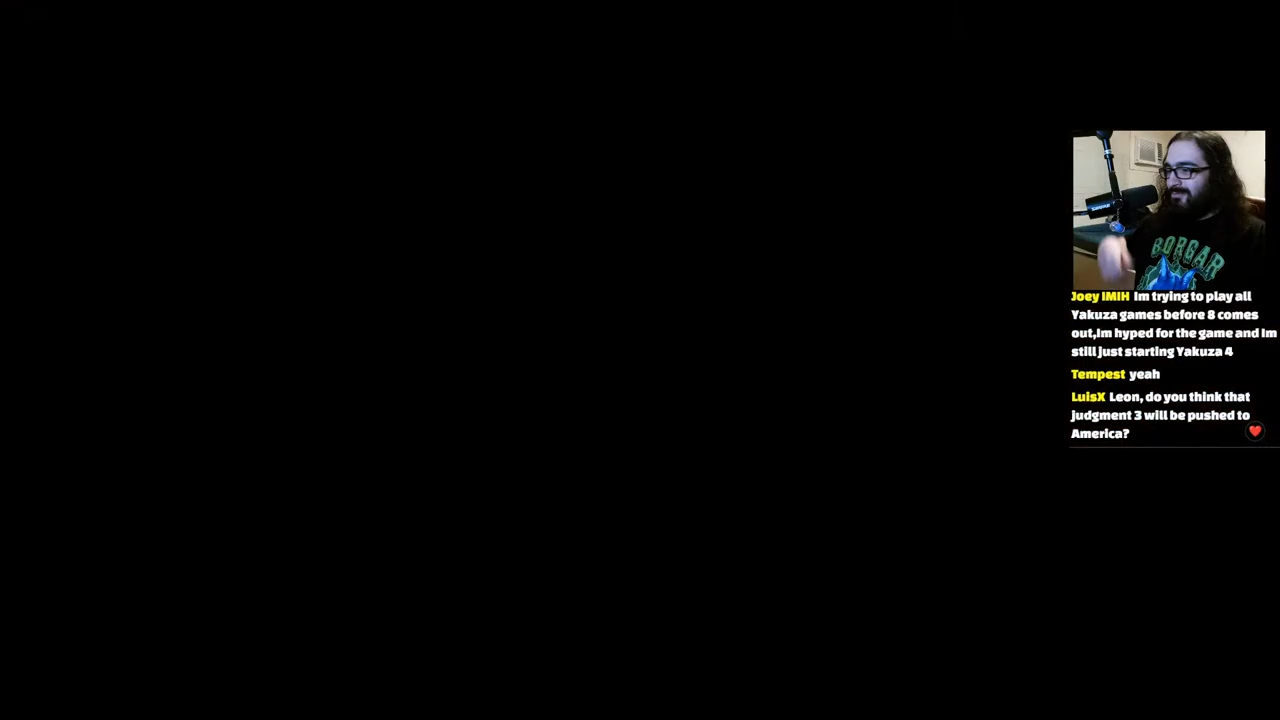 SHURE
BORGAR
Joey IMIH Im trying to play all
Yakuza games before 8 comes
out,Im hyped for the game and Im
still just starting Yakuza 4
Tempest yeah
LuisX Leon, do you think that
judgment 3 will be pushed to
America?